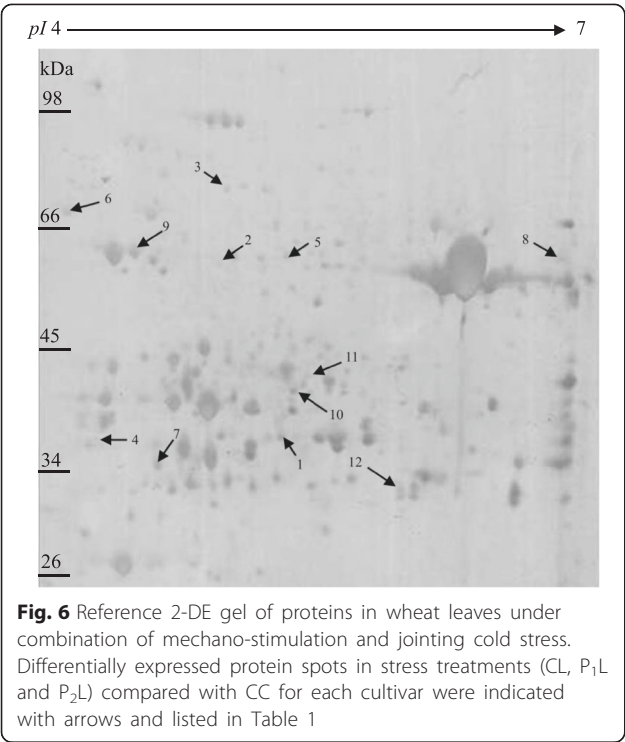 pI 4 7
kDa
98
3
6
66
9
2
5
8
45
11
10
4
7
1
12
34
26
Fig. 6 Reference 2-DE gel of proteins in wheat leaves under
combination of mechano-stimulation and jointing cold stress.
Differentially expressed protein spots in stress treatments (CL, P₁L
and P₂L) compared with CC for each cultivar were indicated
with arrows and listed in Table 1